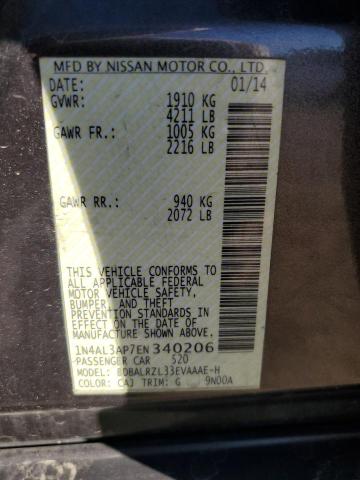 MFD BY NISSAN MOTOR CO., LTD.
DATE: 01/14
GVWR: 1910 KG
4211 LB
GAWR FR.: 1005 KG
2216 LB
GAWR RR.: 940 KG
2072 LB
THIS VEHICLE CONFORMS TO
ALL APPLICABLE FEDERAL
MOTOR VEHICLE SAFETY,
BUMPER, AND THEFT
PREVENTION STANDARDS
IN EFFECT ON THE DATE OF
MANUFACTURE SHOWN ABOVE.
1N4AL3AP7EN340206
PASSENGER CAR 520
MODEL: BDBALRZL33EVAAAE-H
COLOR: CAJ TRIM: G 9N00A